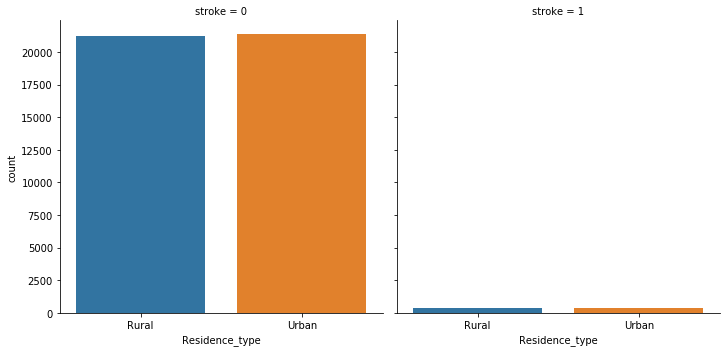 stroke = 0
stroke = 1
count
20000
17500
15000
12500
10000
7500
5000
2500
0
Rural
Urban
Rural
Urban
Residence_type
Residence_type